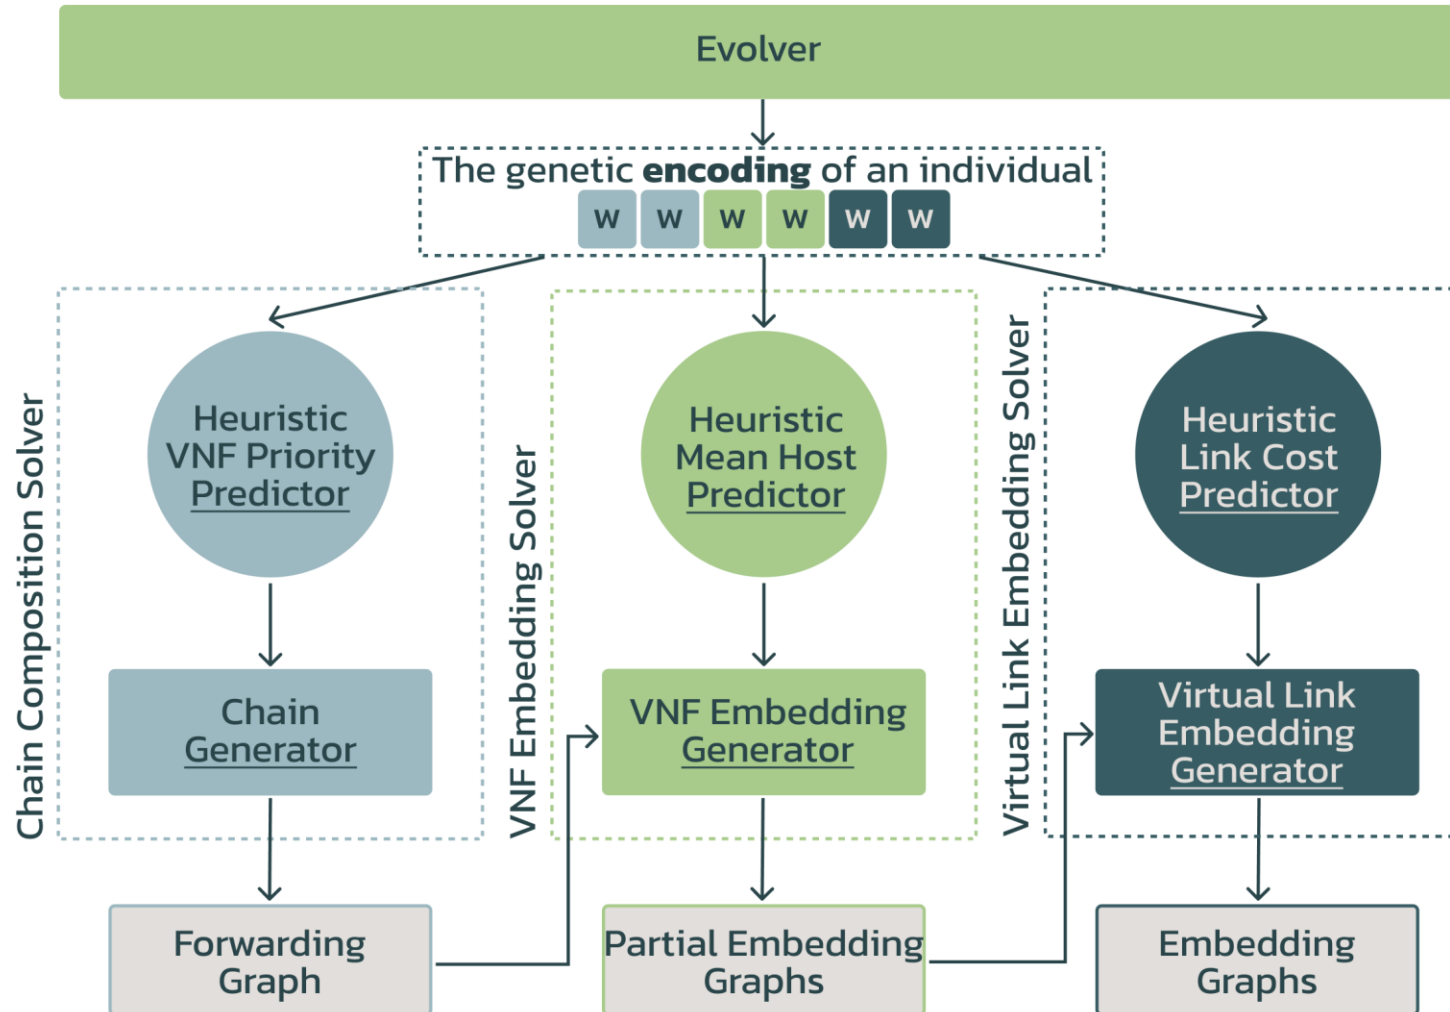 Evolver
The genetic encoding of an individual
W W W W W W
Chain Composition Solver
Heuristic
VNF Priority
Predictor
Chain
Generator
Forwarding
Graph
VNF Embedding Solver
Heuristic
Mean Host
Predictor
VNF Embedding
Generator
Partial Embedding
Graphs
Virtual Link Embedding Solver
Heuristic
Link Cost
Predictor
Virtual Link
Embedding
Generator
Embedding
Graphs